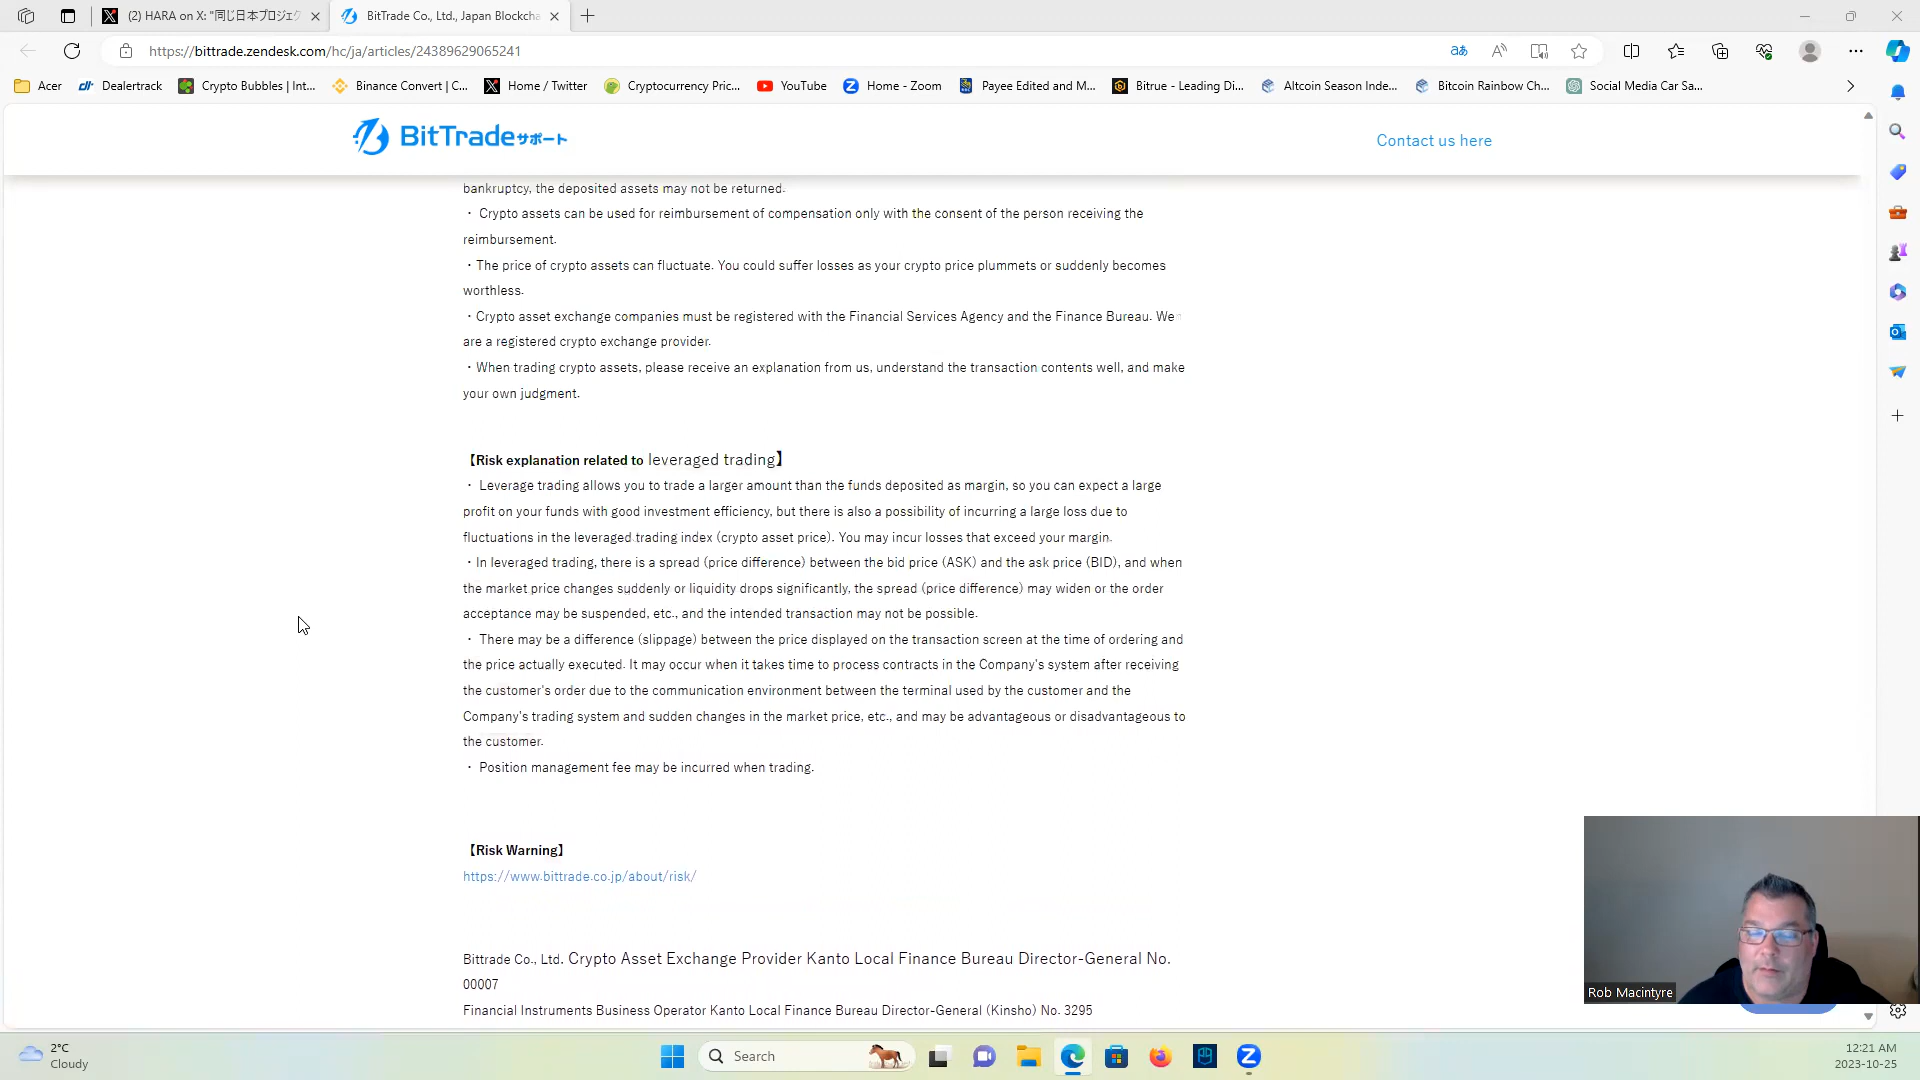 (2) HARA on X: "同じ日本プロジェク
BitTrade Co., Ltd., Japan Blockcha
https://bittrade.zendesk.com/hc/ja/articles/24389629065241
Acer
Dealertrack
Crypto Bubbles | Int...
Binance Convert | C...
Home / Twitter
Cryptocurrency Pric...
YouTube
Home - Zoom
Payee Edited and M...
Bitrue - Leading Di...
Altcoin Season Inde...
Bitcoin Rainbow Ch...
Social Media Car Sa...
BitTradeサポート
Contact us here
bankruptcy, the deposited assets may not be returned.
・ Crypto assets can be used for reimbursement of compensation only with the consent of the person receiving the
reimbursement.
・The price of crypto assets can fluctuate. You could suffer losses as your crypto price plummets or suddenly becomes
worthless.
・Crypto asset exchange companies must be registered with the Financial Services Agency and the Finance Bureau. We
are a registered crypto exchange provider.
・When trading crypto assets, please receive an explanation from us, understand the transaction contents well, and make
your own judgment.
【Risk explanation related to leveraged trading】
・ Leverage trading allows you to trade a larger amount than the funds deposited as margin, so you can expect a large
profit on your funds with good investment efficiency, but there is also a possibility of incurring a large loss due to
fluctuations in the leveraged trading index (crypto asset price). You may incur losses that exceed your margin.
・In leveraged trading, there is a spread (price difference) between the bid price (ASK) and the ask price (BID), and when
the market price changes suddenly or liquidity drops significantly, the spread (price difference) may widen or the order
acceptance may be suspended, etc., and the intended transaction may not be possible.
・ There may be a difference (slippage) between the price displayed on the transaction screen at the time of ordering and
the price actually executed. It may occur when it takes time to process contracts in the Company's system after receiving
the customer's order due to the communication environment between the terminal used by the customer and the
Company's trading system and sudden changes in the market price, etc., and may be advantageous or disadvantageous to
the customer.
・ Position management fee may be incurred when trading.
【Risk Warning】
https://www.bittrade.co.jp/about/risk/
Bittrade Co., Ltd. Crypto Asset Exchange Provider Kanto Local Finance Bureau Director-General No.
00007
Financial Instruments Business Operator Kanto Local Finance Bureau Director-General (Kinsho) No. 3295
Rob Macintyre
2°C
Cloudy
Search
12:21 AM
2023-10-25